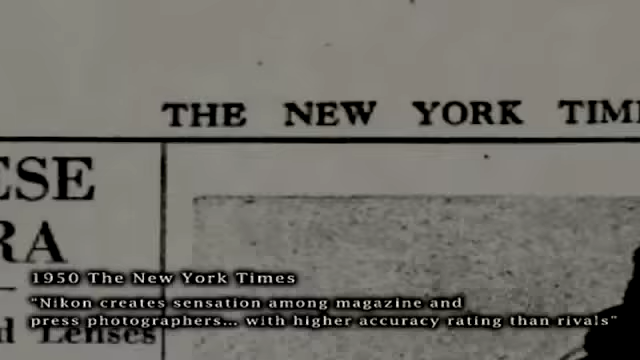 THE NEW YORK TIM
ESE
RA
1950 The New York Times
"Nikon creates sensation among magazine and
press photographers... with higher accuracy rating than rivals"
d Lenses